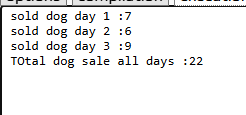 sold dog day 1 :7
sold dog day 2 :6
sold dog day 3 :9
TOtal dog sale all days :22